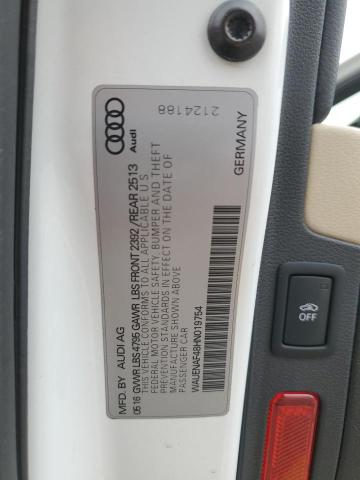 MFD. BY AUDI AG
05 16 GVWR LBS 4795 GAWR LBS FRONT 2392 / REAR 2513
THIS VEHICLE CONFORMS TO ALL APPLICABLE U S
FEDERAL MOTOR VEHICLE SAFETY, BUMPER AND THEFT
PREVENTION STANDARDS IN EFFECT ON THE DATE OF
MANUFACTURE SHOWN ABOVE
PASSENGER CAR
WAUENAF48HN019754
GERMANY
Audi
2124188
OFF